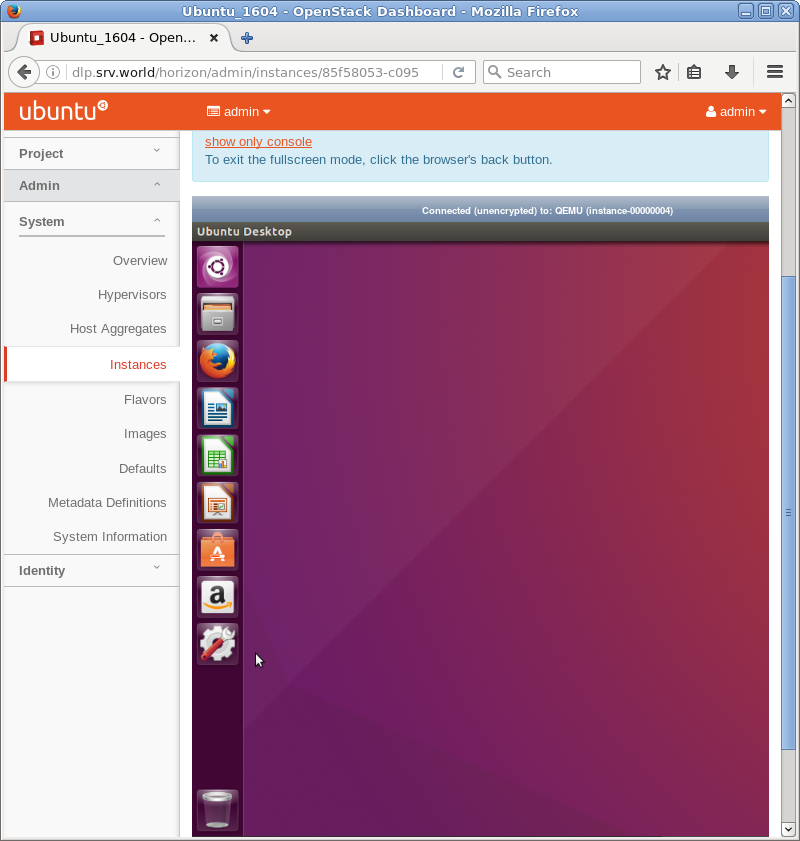 Ubuntu_1604 - OpenStack Dashboard - Mozilla Firefox
Ubuntu_1604 - Open...
dlp.srv.world/horizon/admin/instances/85f58053-c095
Search
ubuntu
admin
admin
Project
Admin
System
Overview
Hypervisors
Host Aggregates
Instances
Flavors
Images
Defaults
Metadata Definitions
System Information
Identity
show only console
To exit the fullscreen mode, click the browser's back button.
Connected (unencrypted) to: QEMU (instance-00000004)
Ubuntu Desktop